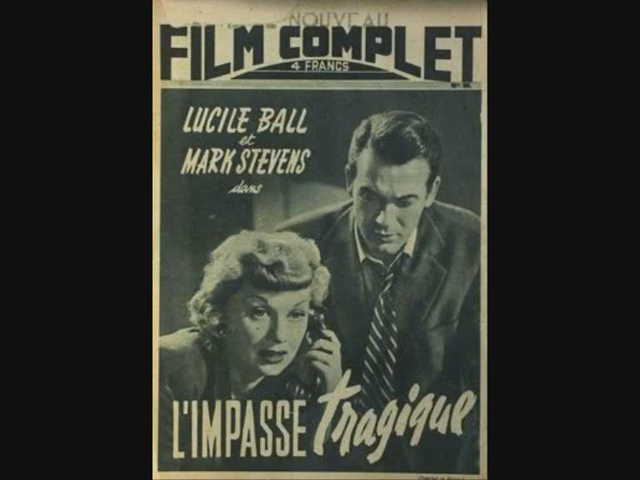 NOUVEAU
FILM COMPLET
4 FRANCS
LUCILE BALL
et
MARK STEVENS
dans
L'IMPASSE tragique